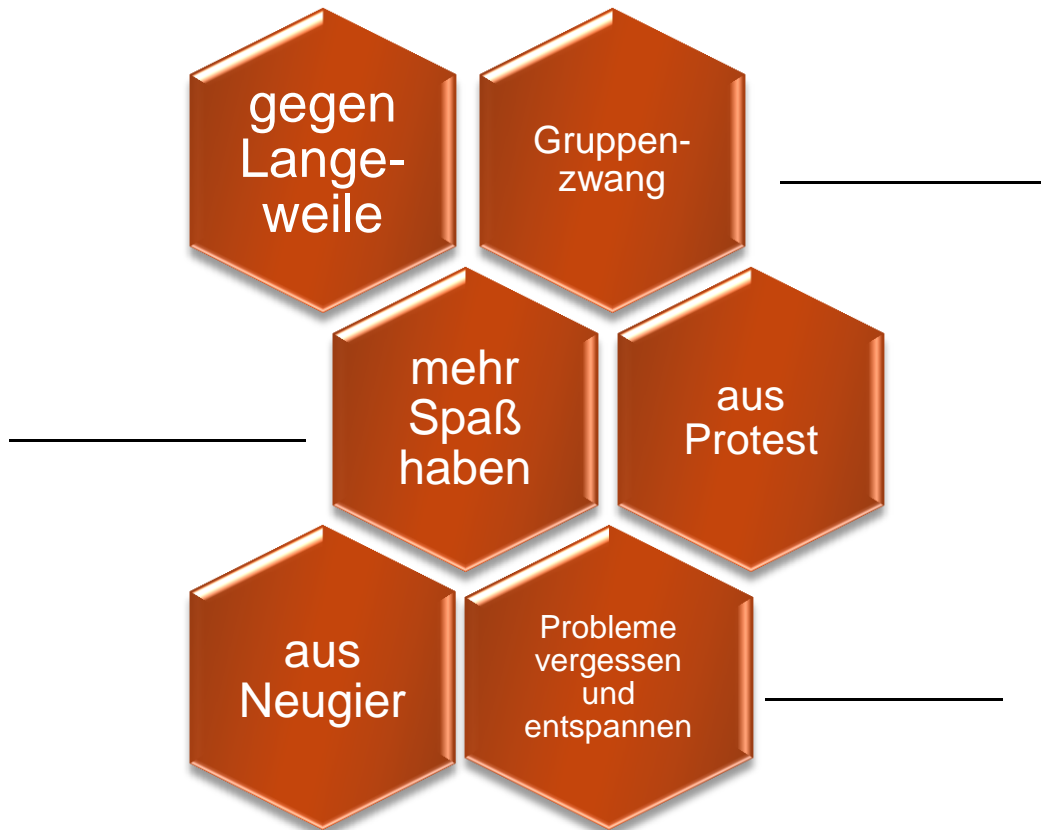 gegen
Lange-
weile
Gruppen-
zwang
mehr
Spaß
haben
aus
Protest
aus
Neugier
Probleme
vergessen
und
entspannen